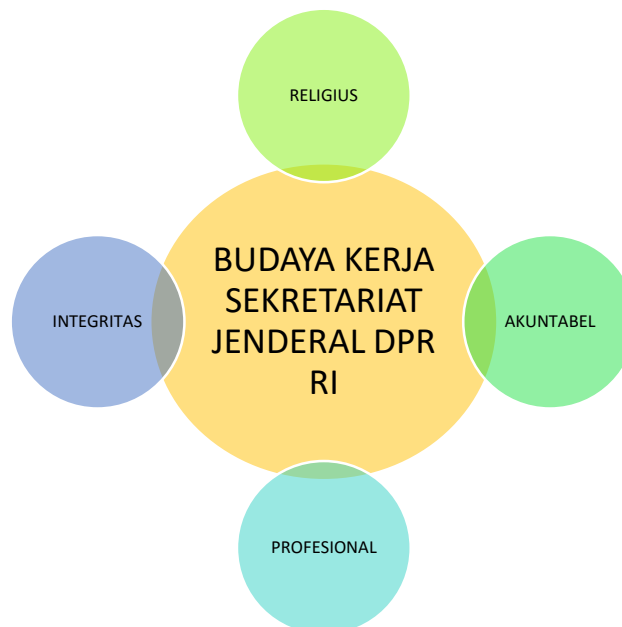 RELIGIUS
BUDAYA KERJA
SEKRETARIAT
JENDERAL DPR
RI
INTEGRITAS
AKUNTABEL
PROFESIONAL